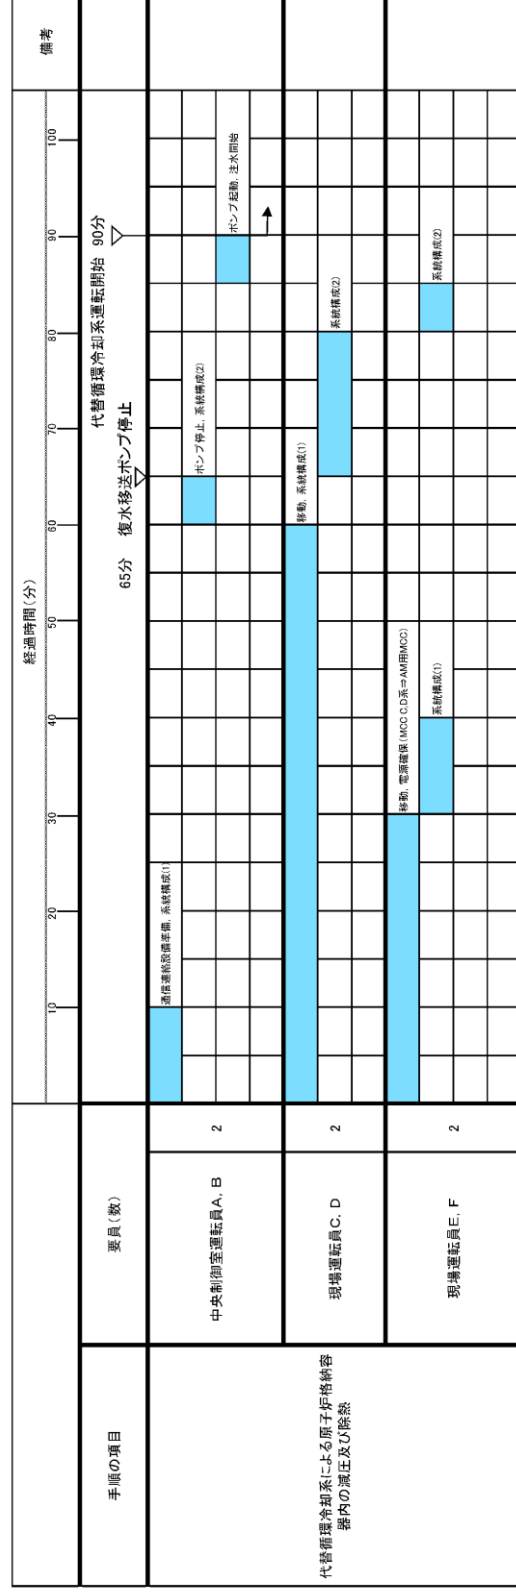 経過時間(分)
備考
10 20 30 40 50 60 70 80 90 100
手順の項目
要員(数)
65分 復水移送ポンプ停止
代替循環冷却系運転開始 90分
代替循環冷却系による原子炉格納容
器内の減圧及び除熱
中央制御室運転員A, B
2
通信連絡設備準備, 系統構成(1)
ポンプ停止, 系統構成(2)
ポンプ起動, 注水開始
現場運転員C, D
2
移動, 系統構成(1)
系統構成(2)
現場運転員E, F
2
移動, 電源確保(MCC C,D系⇒AM用MCC)
系統構成(1)
系統構成(2)